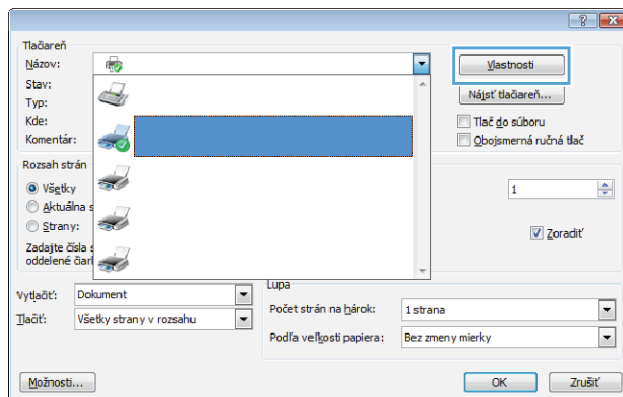 Tlačiareň
Názov:
Vlastnosti
Stav:
Nájsť tlačiareň...
Typ:
Kde:
Tlač do súboru
Komentár:
Obojsmerná ručná tlač
Rozsah strán
Všetky
1
Aktuálna s
Strany:
Zoradiť
Zadajte čísla s
oddelené čiark
Lupa
Vytlačiť: Dokument
Počet strán na hárok: 1 strana
Tlačiť: Všetky strany v rozsahu
Podľa veľkosti papiera: Bez zmeny mierky
Možnosti...
OK
Zrušiť